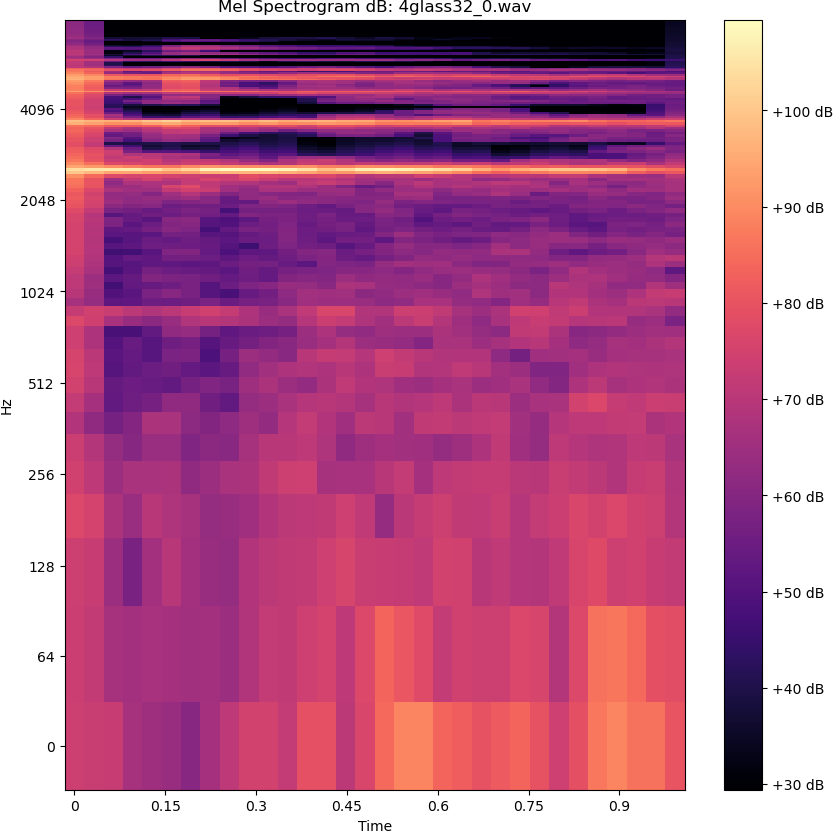 Mel Spectrogram dB: 4glass32_0.wav
Hz
4096
2048
1024
512
256
128
64
0
0 0.15 0.3 0.45 0.6 0.75 0.9
Time
+100 dB
+90 dB
+80 dB
+70 dB
+60 dB
+50 dB
+40 dB
+30 dB